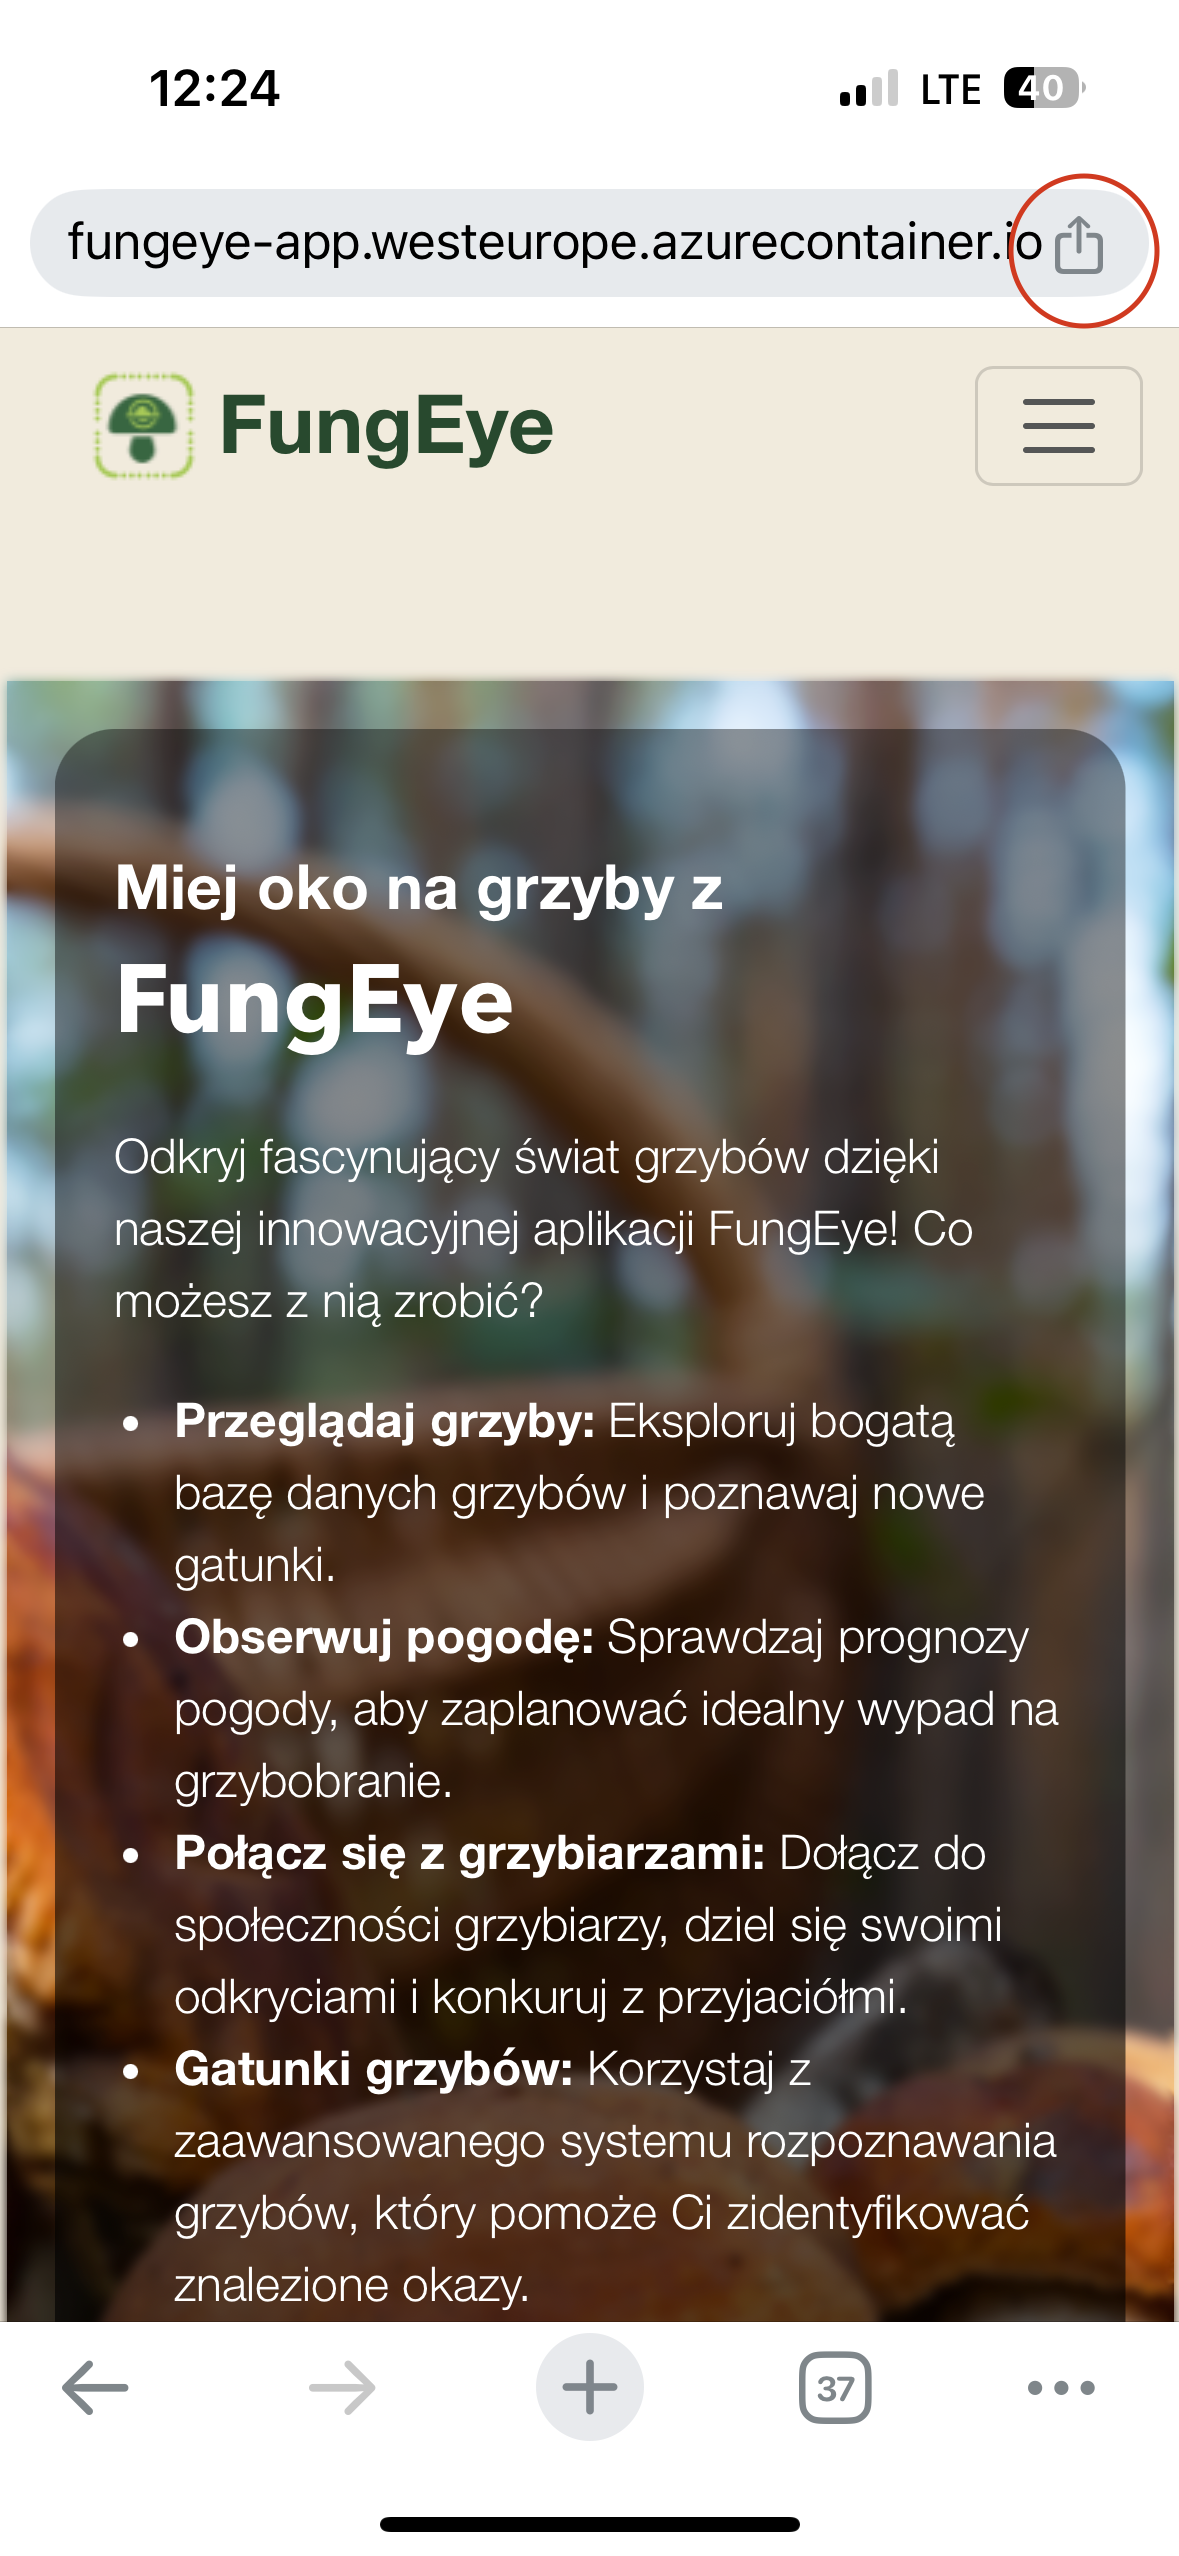 12:24
LTE
40
fungeye-app.westeurope.azurecontainer.io
FungEye
Miej oko na grzyby z
FungEye
Odkryj fascynujący świat grzybów dzięki
naszej innowacyjnej aplikacji FungEye! Co
możesz z nią zrobić?
• Przeglądaj grzyby: Eksploruj bogatą
bazę danych grzybów i poznawaj nowe
gatunki.
• Obserwuj pogodę: Sprawdzaj prognozy
pogody, aby zaplanować idealny wypad na
grzybobranie.
• Połącz się z grzybiarzami: Dołącz do
społeczności grzybiarzy, dziel się swoimi
odkryciami i konkuruj z przyjaciółmi.
• Gatunki grzybów: Korzystaj z
zaawansowanego systemu rozpoznawania
grzybów, który pomoże Ci zidentyfikować
znalezione okazy.
37